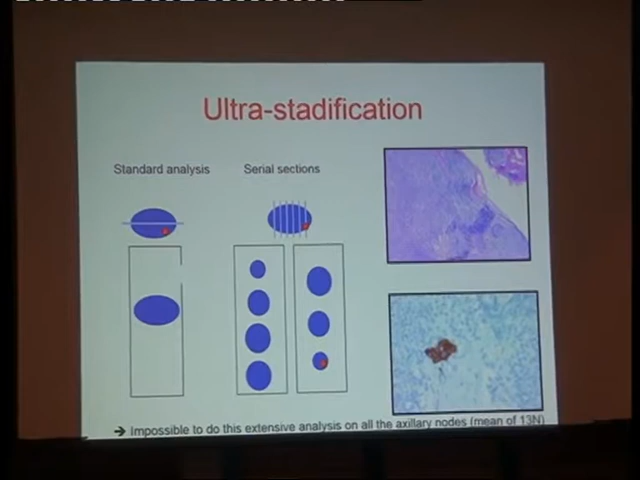 Ultra-stadification
Standard analysis
Serial sections
➔ Impossible to do this extensive analysis on all the axillary nodes (mean of 13N)